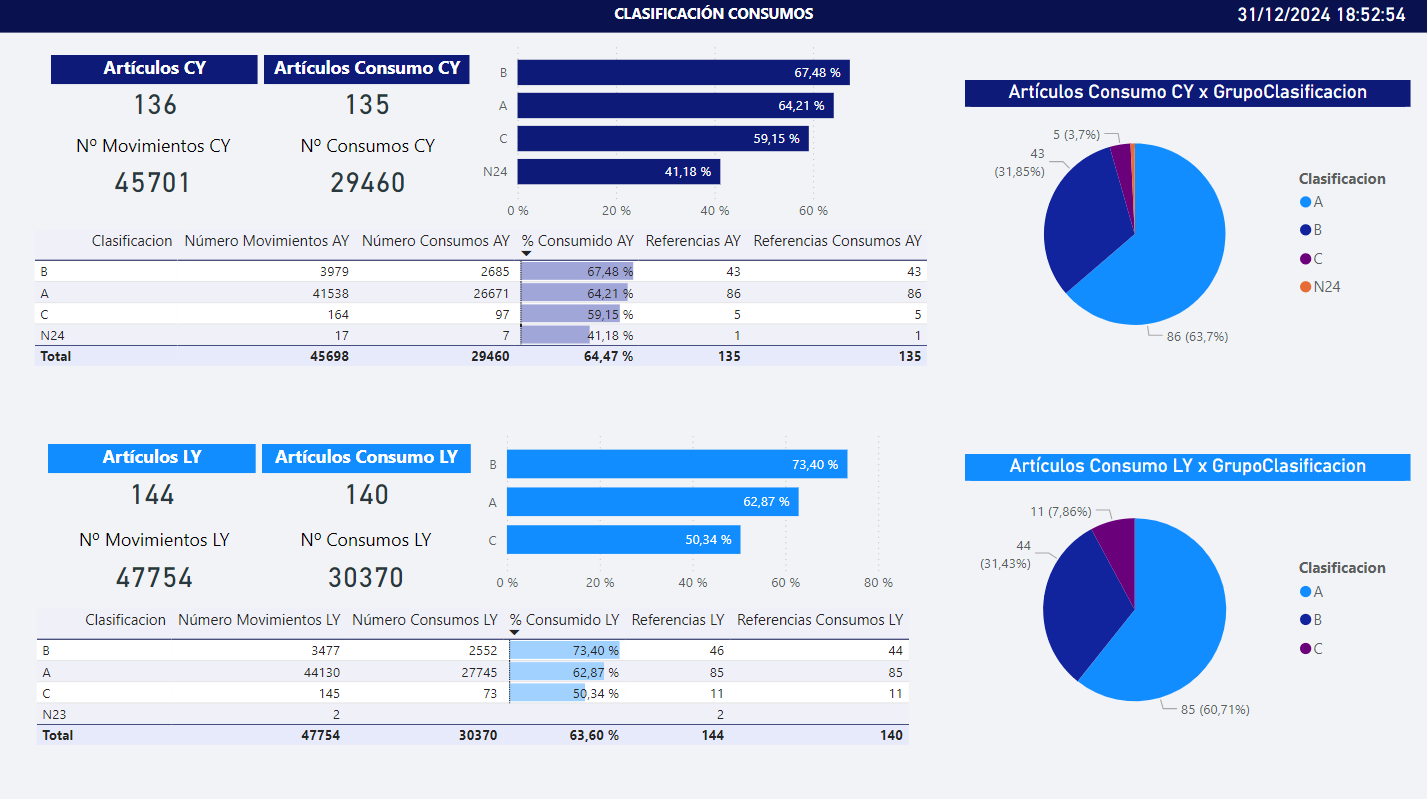 CLASIFICACIÓN CONSUMOS
31/12/2024 18:52:54
Artículos CY
136
Nº Movimientos CY
45701
Artículos Consumo CY
135
Nº Consumos CY
29460
B 67,48 %
A 64,21 %
C 59,15 %
N24 41,18 %
0 % 20 % 40 % 60 %
Artículos Consumo CY x GrupoClasificacion
5 (3,7%)
43
(31,85%)
86 (63,7%)
Clasificacion
A
B
C
N24
Clasificacion Número Movimientos AY Número Consumos AY % Consumido AY Referencias AY Referencias Consumos AY
B 3979 2685 67,48 % 43 43
A 41538 26671 64,21 % 86 86
C 164 97 59,15 % 5 5
N24 17 7 41,18 % 1 1
Total 45698 29460 64,47 % 135 135
Artículos LY
144
Nº Movimientos LY
47754
Artículos Consumo LY
140
Nº Consumos LY
30370
B 73,40 %
A 62,87 %
C 50,34 %
0 % 20 % 40 % 60 % 80 %
Artículos Consumo LY x GrupoClasificacion
11 (7,86%)
44
(31,43%)
85 (60,71%)
Clasificacion
A
B
C
Clasificacion Número Movimientos LY Número Consumos LY % Consumido LY Referencias LY Referencias Consumos LY
B 3477 2552 73,40 % 46 44
A 44130 27745 62,87 % 85 85
C 145 73 50,34 % 11 11
N23 2 2
Total 47754 30370 63,60 % 144 140